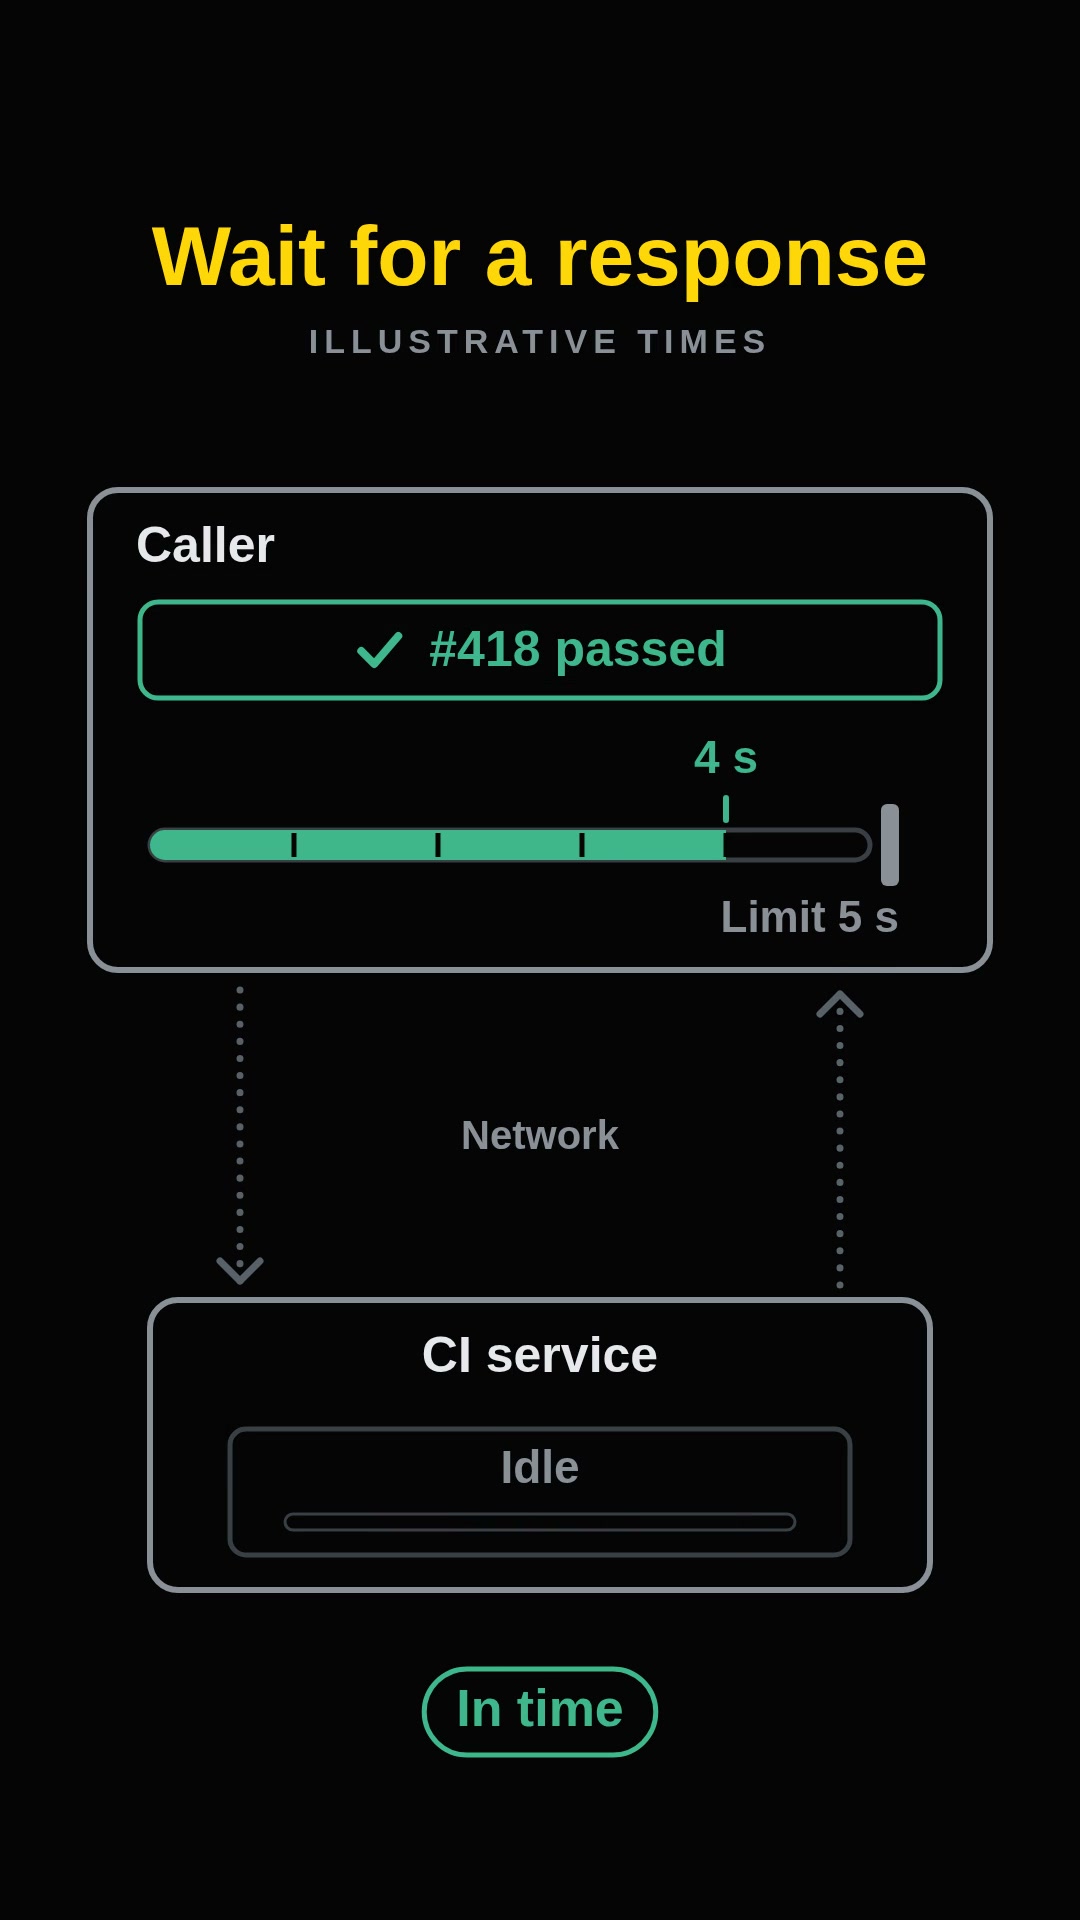 Wait for a response
ILLUSTRATIVE TIMES
Caller
#418 passed
4 s
Limit 5 s
Network
CI service
Idle
In time